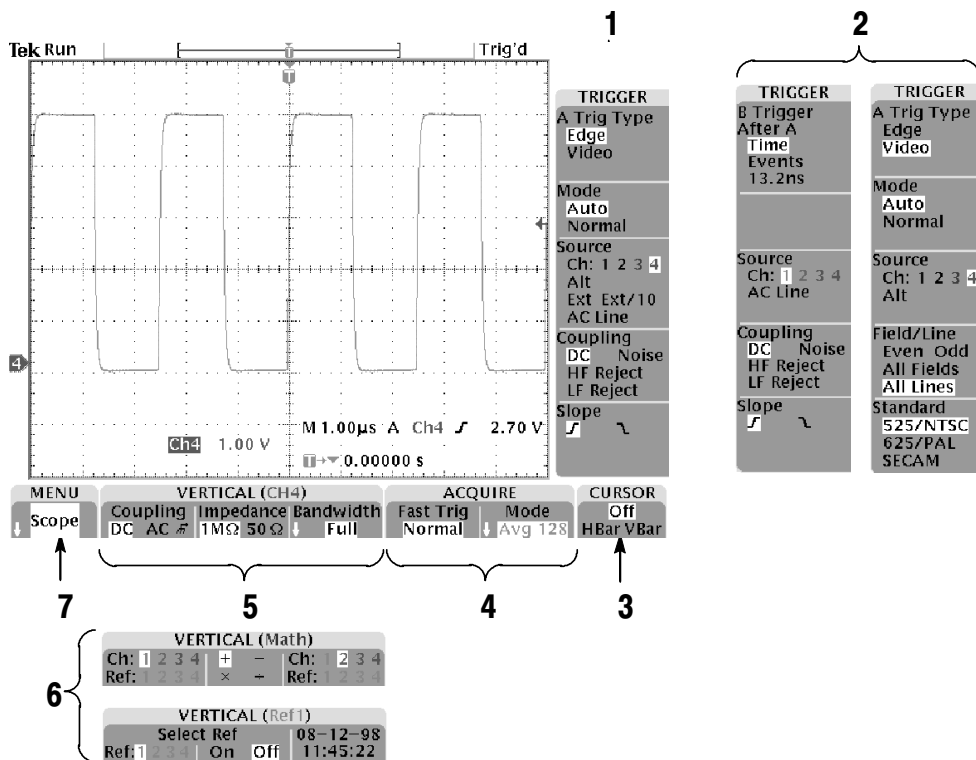 1
2
Tek Run
Trig'd
T
T
4
Ch4 1.00 V
M 1.00µs A Ch4 2.70 V
T 0.00000 s
TRIGGER
A Trig Type
Edge
Video
Mode
Auto
Normal
Source
Ch: 1 2 3 4
Alt
Ext Ext/10
AC Line
Coupling
DC Noise
HF Reject
LF Reject
Slope
TRIGGER
B Trigger
After A
Time
Events
13.2ns
Source
Ch: 1 2 3 4
AC Line
Coupling
DC Noise
HF Reject
LF Reject
Slope
TRIGGER
A Trig Type
Edge
Video
Mode
Auto
Normal
Source
Ch: 1 2 3 4
Alt
Field/Line
Even Odd
All Fields
All Lines
Standard
525/NTSC
625/PAL
SECAM
MENU
Scope
VERTICAL (CH4)
Coupling Impedance Bandwidth
DC AC 1MΩ 50 Ω Full
ACQUIRE
Fast Trig Mode
Normal Avg 128
CURSOR
Off
HBar VBar
7
5
4
3
6
VERTICAL (Math)
Ch: 1 2 3 4 + − Ch: 1 2 3 4
Ref: 1 2 3 4 × ÷ Ref: 1 2 3 4
VERTICAL (Ref1)
Select Ref 08-12-98
Ref: 1 2 3 4 On Off 11:45:22